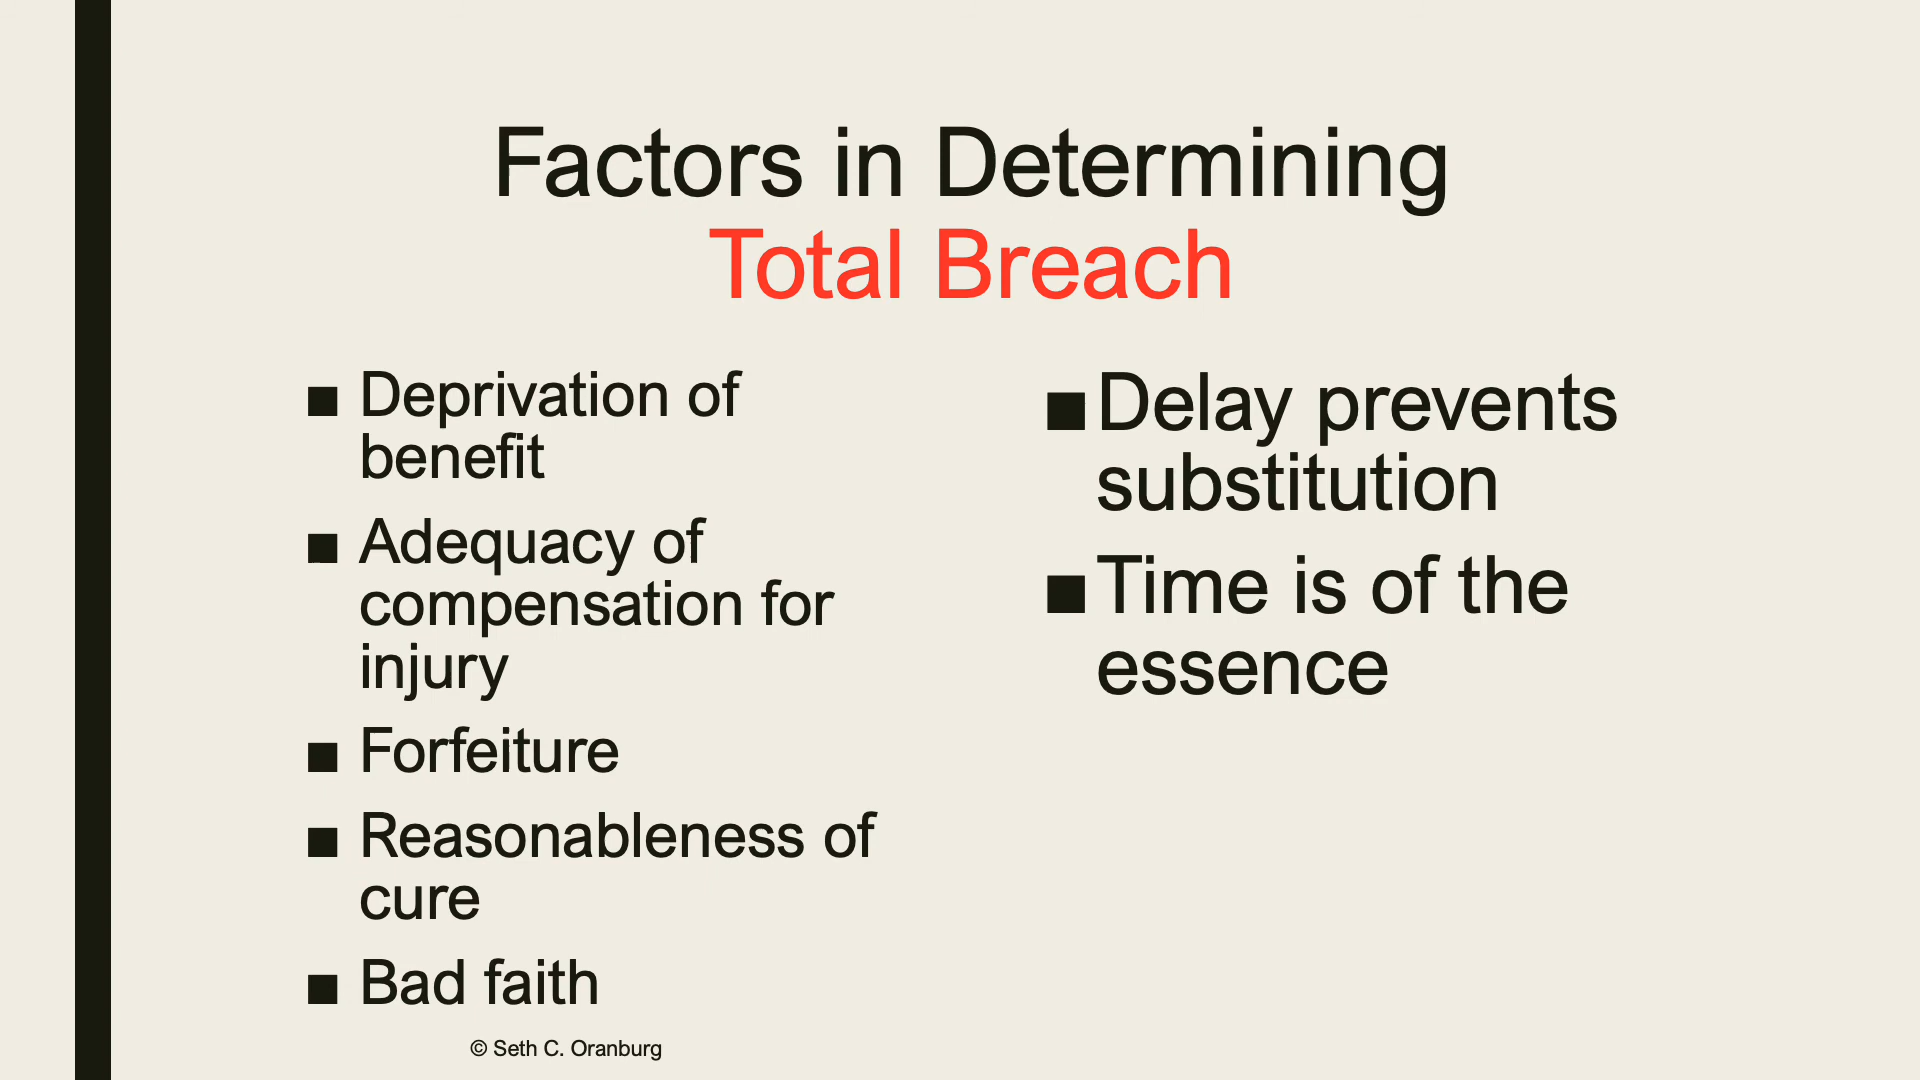 Factors in Determining
Total Breach
■ Deprivation of
benefit
■ Adequacy of
compensation for
injury
■ Forfeiture
■ Reasonableness of
cure
■ Bad faith
■ Delay prevents
substitution
■ Time is of the
essence
© Seth C. Oranburg